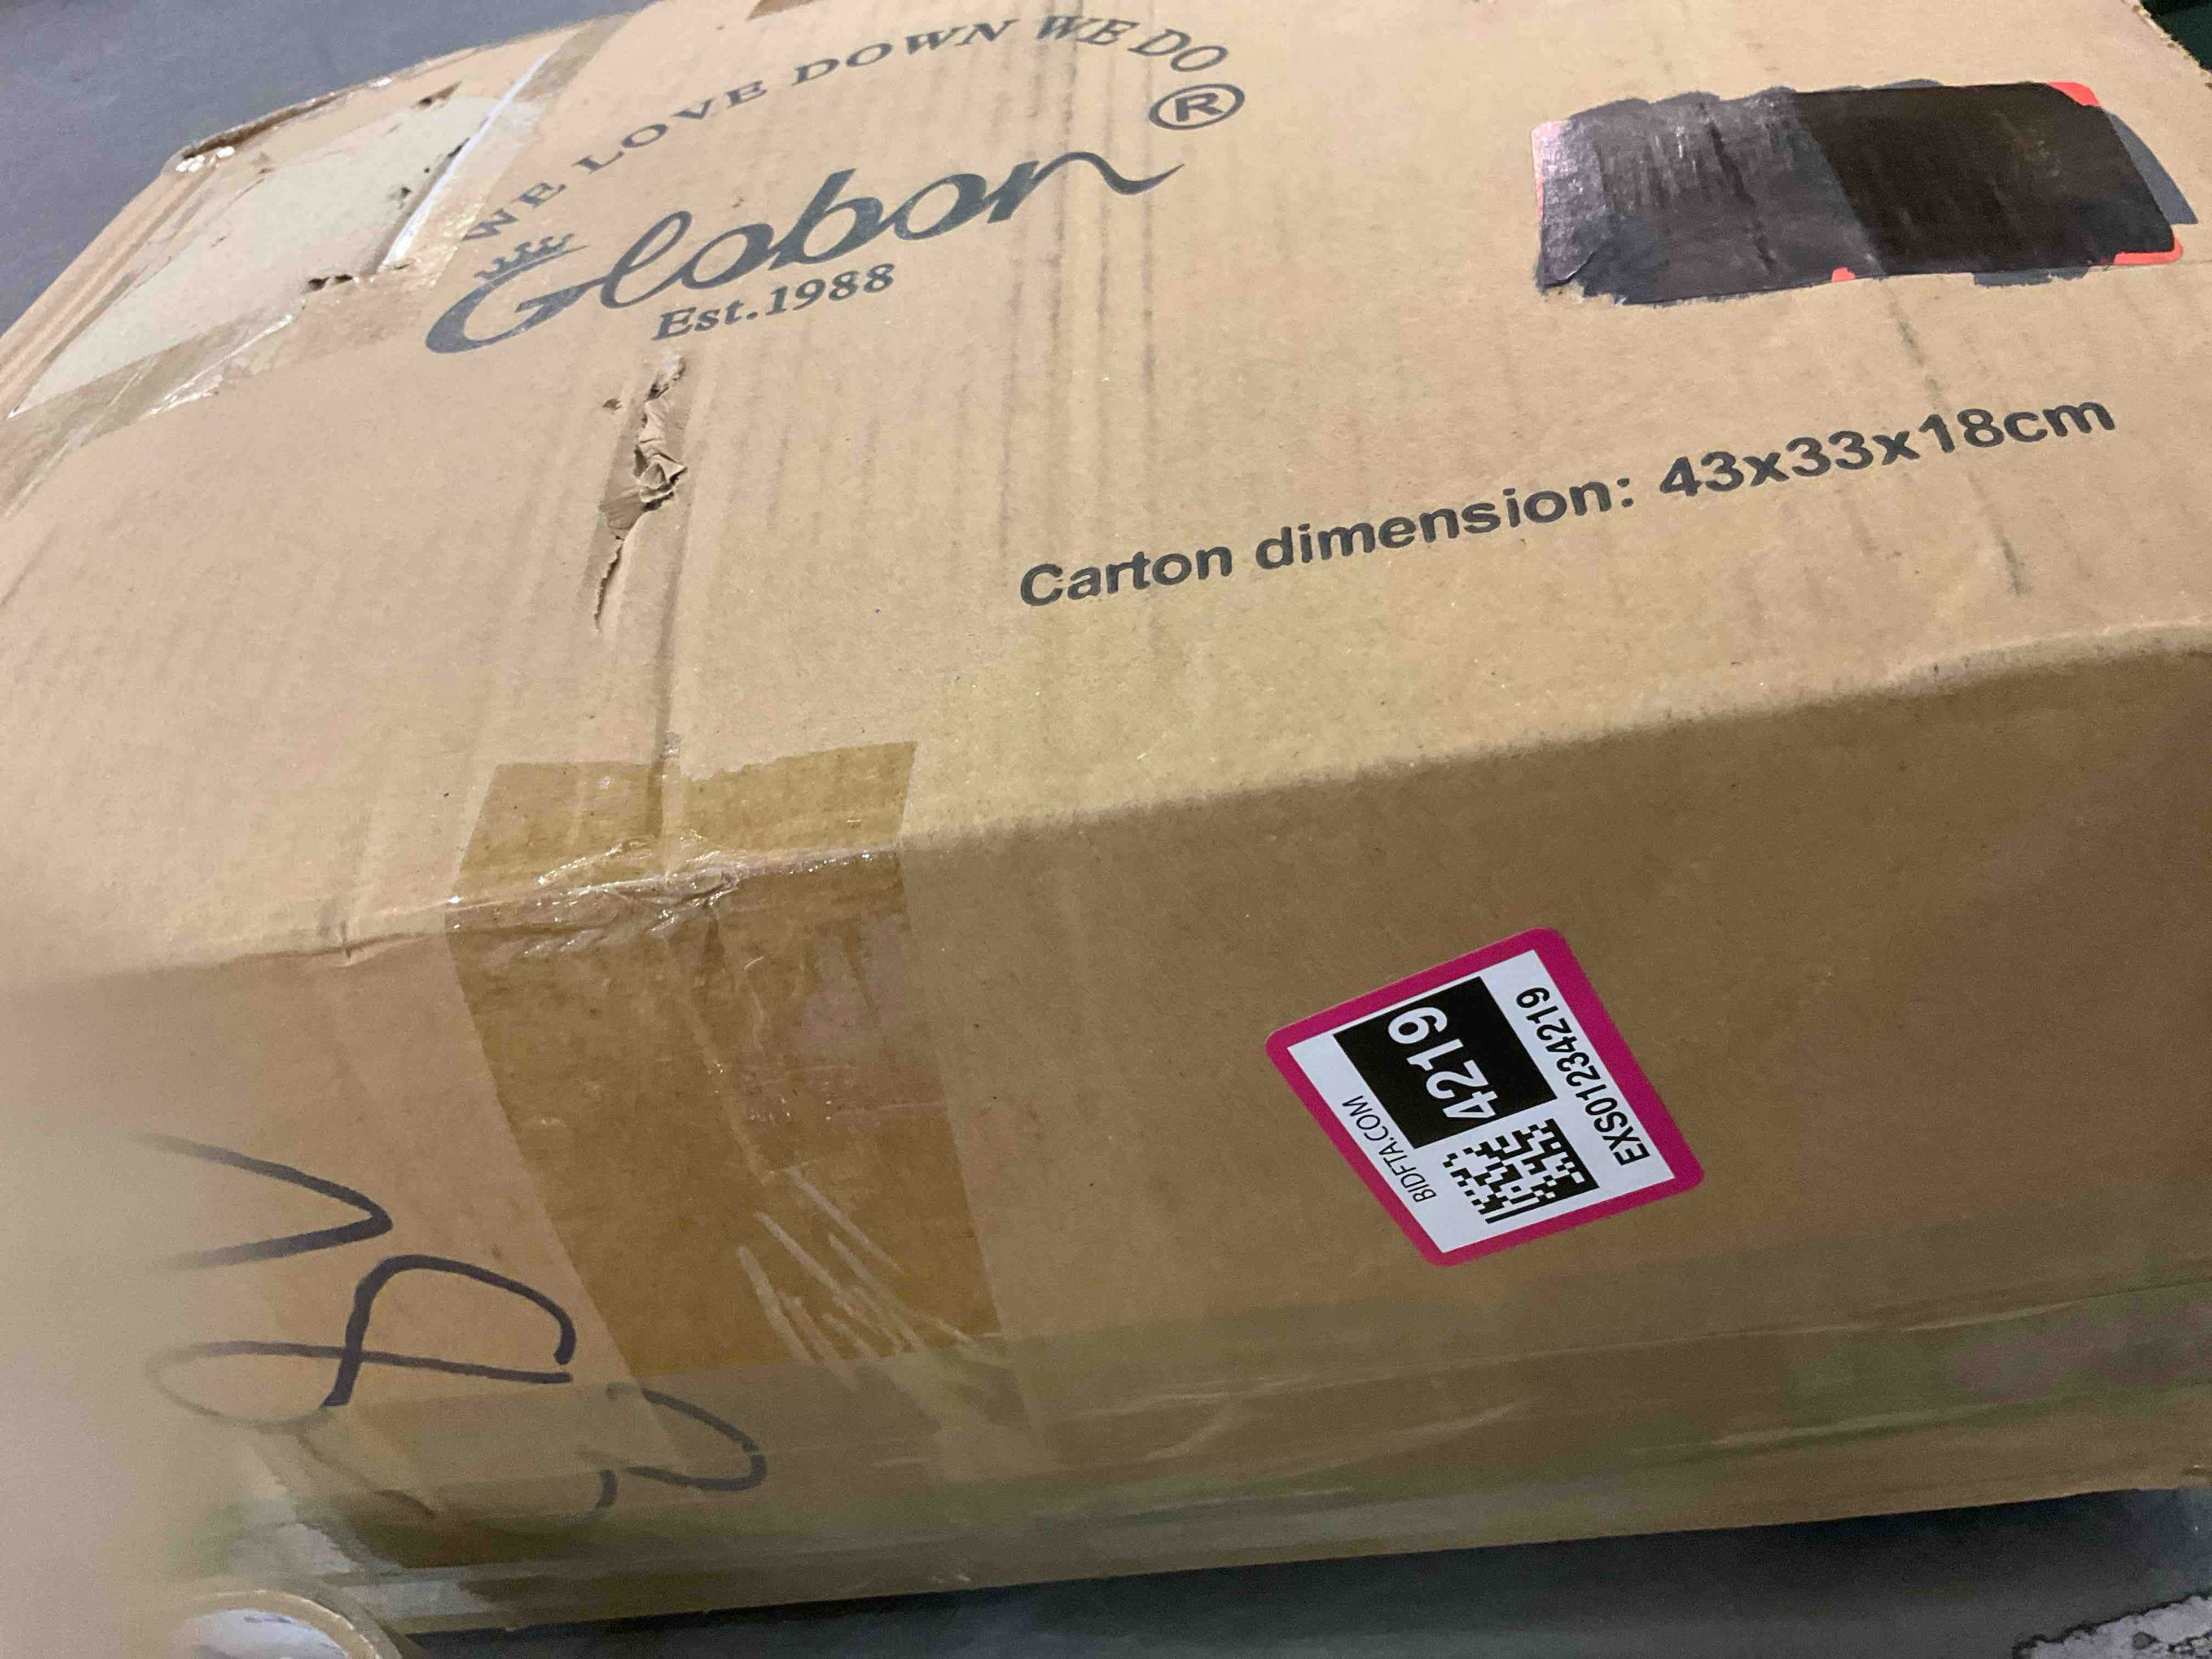 WE LOVE DOWN WE DO
Globon ®
Est.1988
Carton dimension: 43x33x18cm
BIDFTA.COM
4219
EXS01234219